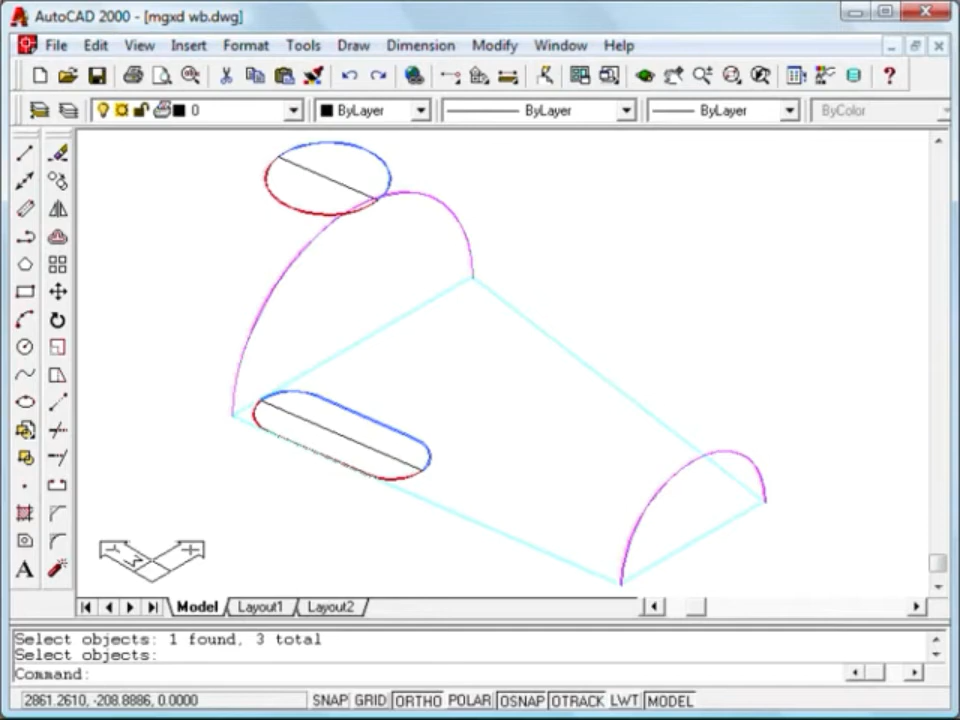 AutoCAD 2000 - [mgxd wb.dwg]
File Edit View Insert Format Tools Draw Dimension Modify Window Help
0 ByLayer ByLayer ByLayer ByColor
A
Y W X
Model Layout1 Layout2
Select objects: 1 found, 3 total
Select objects:
Command:
2861.2610, -208.8886, 0.0000 SNAP GRID ORTHO POLAR OSNAP OTRACK LWT MODEL